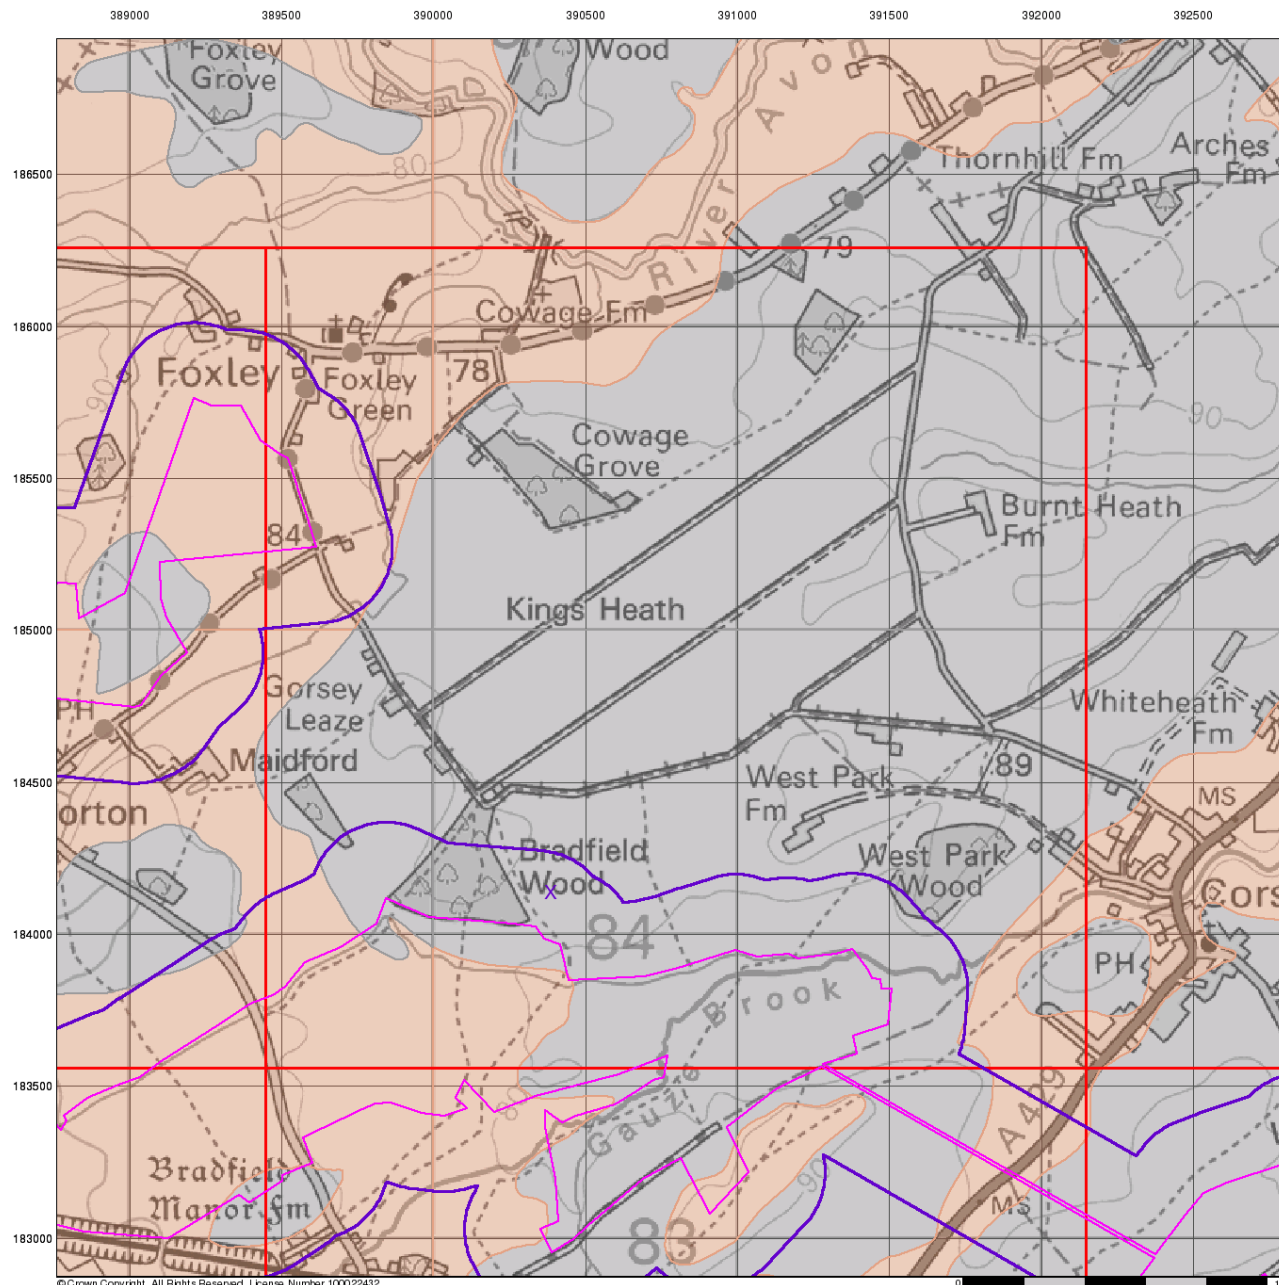 389000 389500 390000 390500 391000 391500 392000 392500
186500
186000
185500
185000
184500
184000
183500
183000
Foxley
Grove
Wood
Avon
80
River
Thornhill Fm
Arches
Fm
79
Cowage Fm
78
Foxley
Foxley
Green
90
90
Cowage
Grove
84
Burnt Heath
Fm
Kings Heath
Gorsey
Leaze
PH
Maidford
Whiteheath
Fm
West Park
Fm
89
MS
orton
Bradfield
Wood
X
West Park
Wood
Cors
84
PH
Brook
Gauze
80
A429
Bradfield
Manor Fm
90
MS
83
© Crown Copyright. All Rights Reserved. License Number 100022432
0